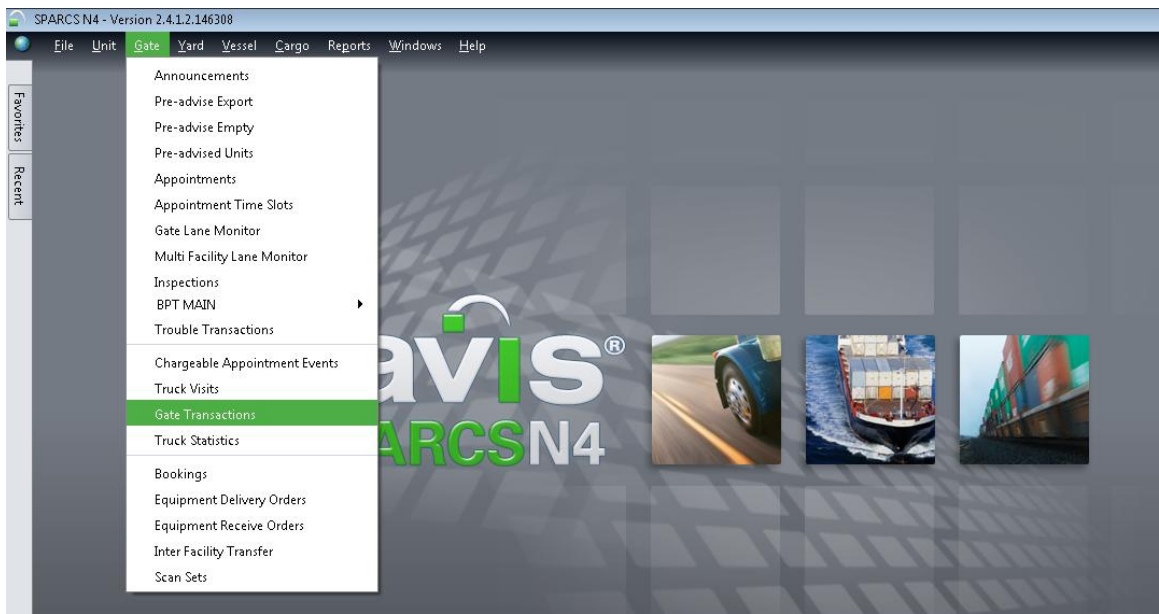 SPARCS N4 - Version 2.4.1.2.146308
File Unit Gate Yard Vessel Cargo Reports Windows Help
Favorites
Recent
Announcements
Pre-advise Export
Pre-advise Empty
Pre-advised Units
Appointments
Appointment Time Slots
Gate Lane Monitor
Multi Facility Lane Monitor
Inspections
BPT MAIN
Trouble Transactions
Chargeable Appointment Events
Truck Visits
Gate Transactions
Truck Statistics
Bookings
Equipment Delivery Orders
Equipment Receive Orders
Inter Facility Transfer
Scan Sets
avis®
ARCSN4